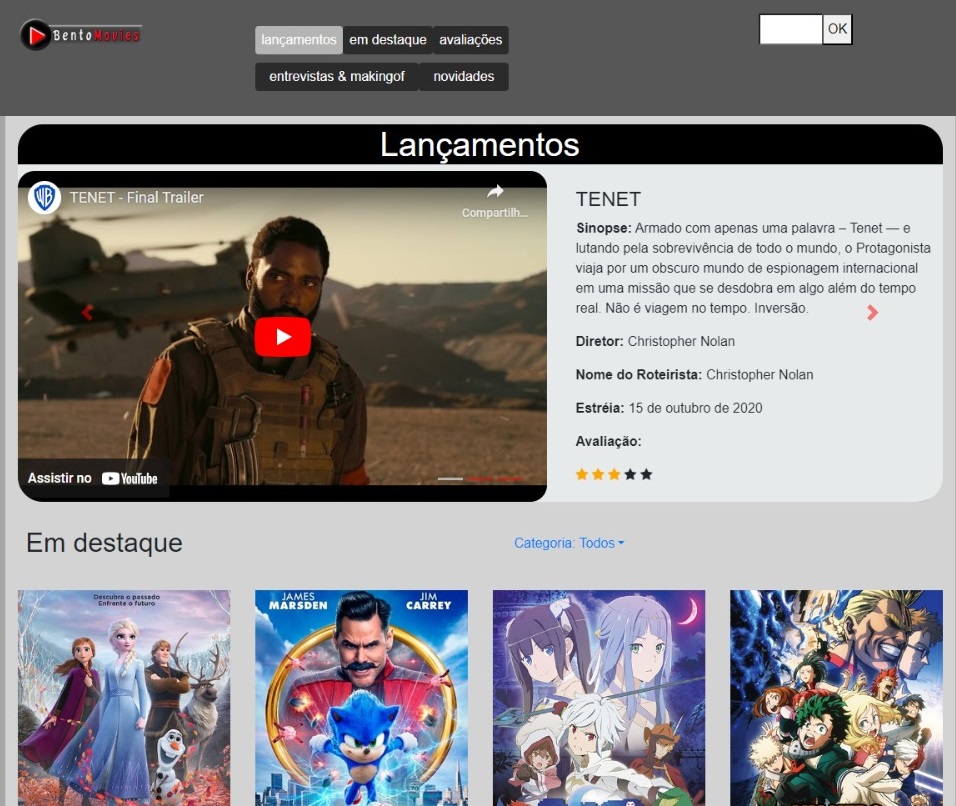 BentoMovies
lançamentos em destaque avaliações
entrevistas & makingof novidades
OK
Lançamentos
TENET - Final Trailer
Compartilh...
Assistir no YouTube
TENET
Sinopse: Armado com apenas uma palavra – Tenet — e
lutando pela sobrevivência de todo o mundo, o Protagonista
viaja por um obscuro mundo de espionagem internacional
em uma missão que se desdobra em algo além do tempo
real. Não é viagem no tempo. Inversão.
Diretor: Christopher Nolan
Nome do Roteirista: Christopher Nolan
Estréia: 15 de outubro de 2020
Avaliação:
Em destaque
Categoria: Todos
Descubra o passado
Enfrente o futuro
JAMES
MARSDEN
JIM
CARREY